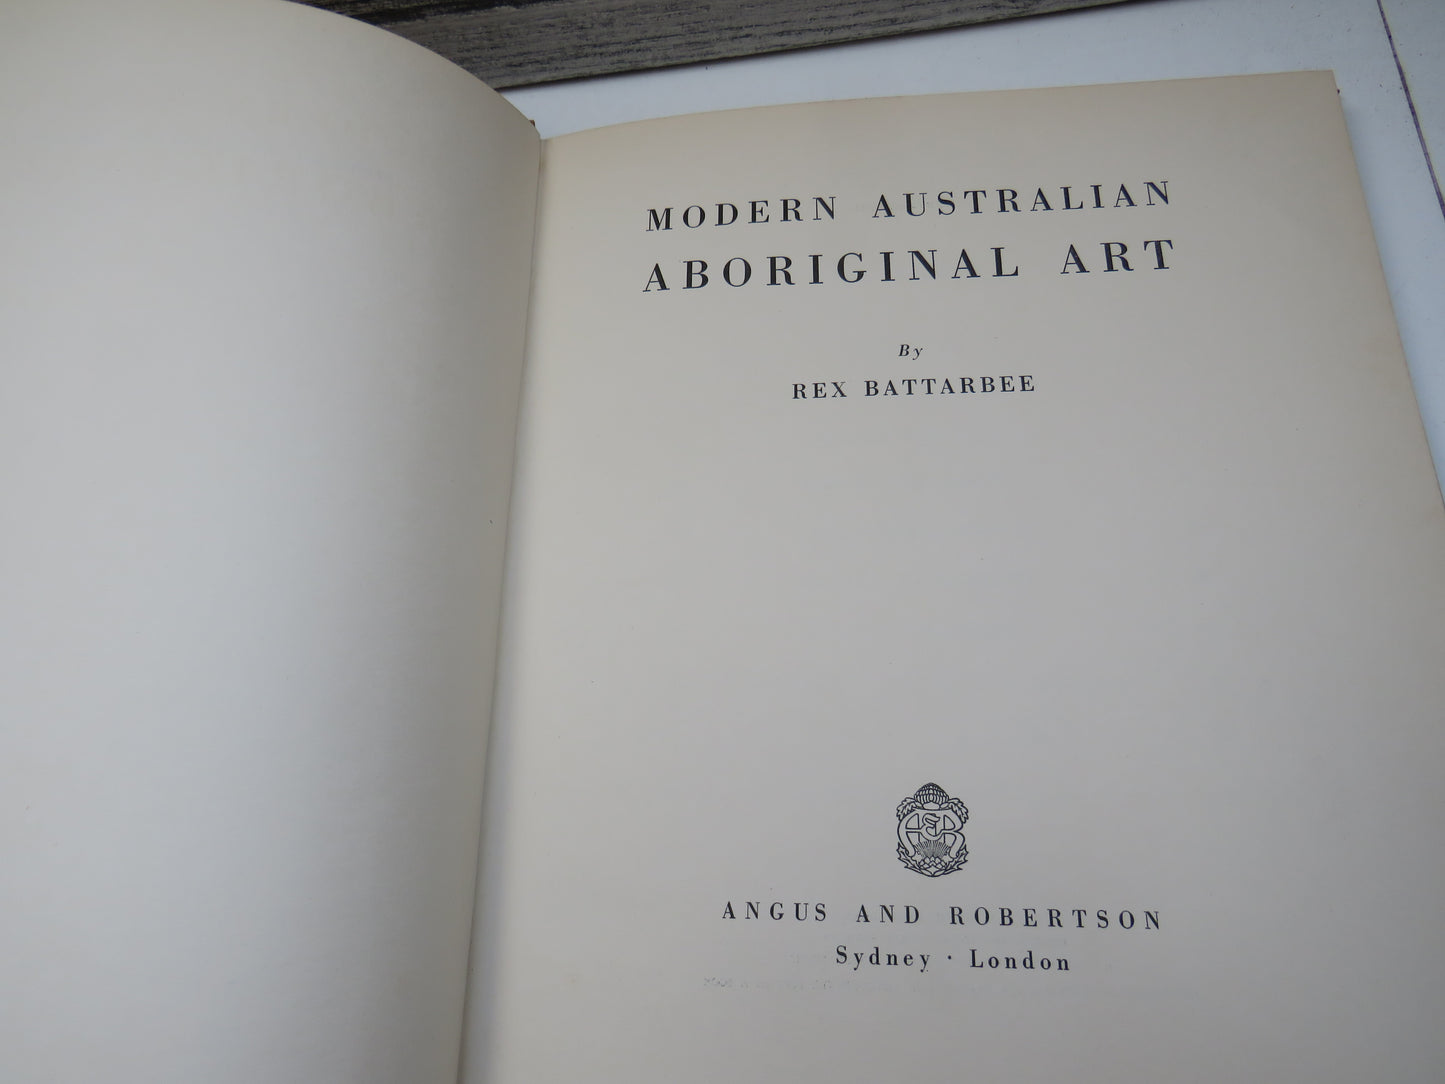 MODERN AUSTRALIAN
ABORIGINAL ART
By
REX BATTARBEE
A & R
ANGUS AND ROBERTSON
Sydney · London